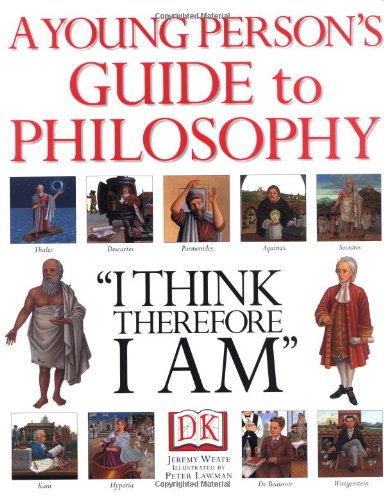 A YOUNG PERSON'S
GUIDE to
PHILOSOPHY
Thales
Descartes
Parmenides
Aquinas
Socrates
"I THINK
THEREFORE
I AM"
DK
JEREMY WEATE
ILLUSTRATED BY
PETER LAWMAN
Kant
Hypatia
De Beauvoir
Wittgenstein